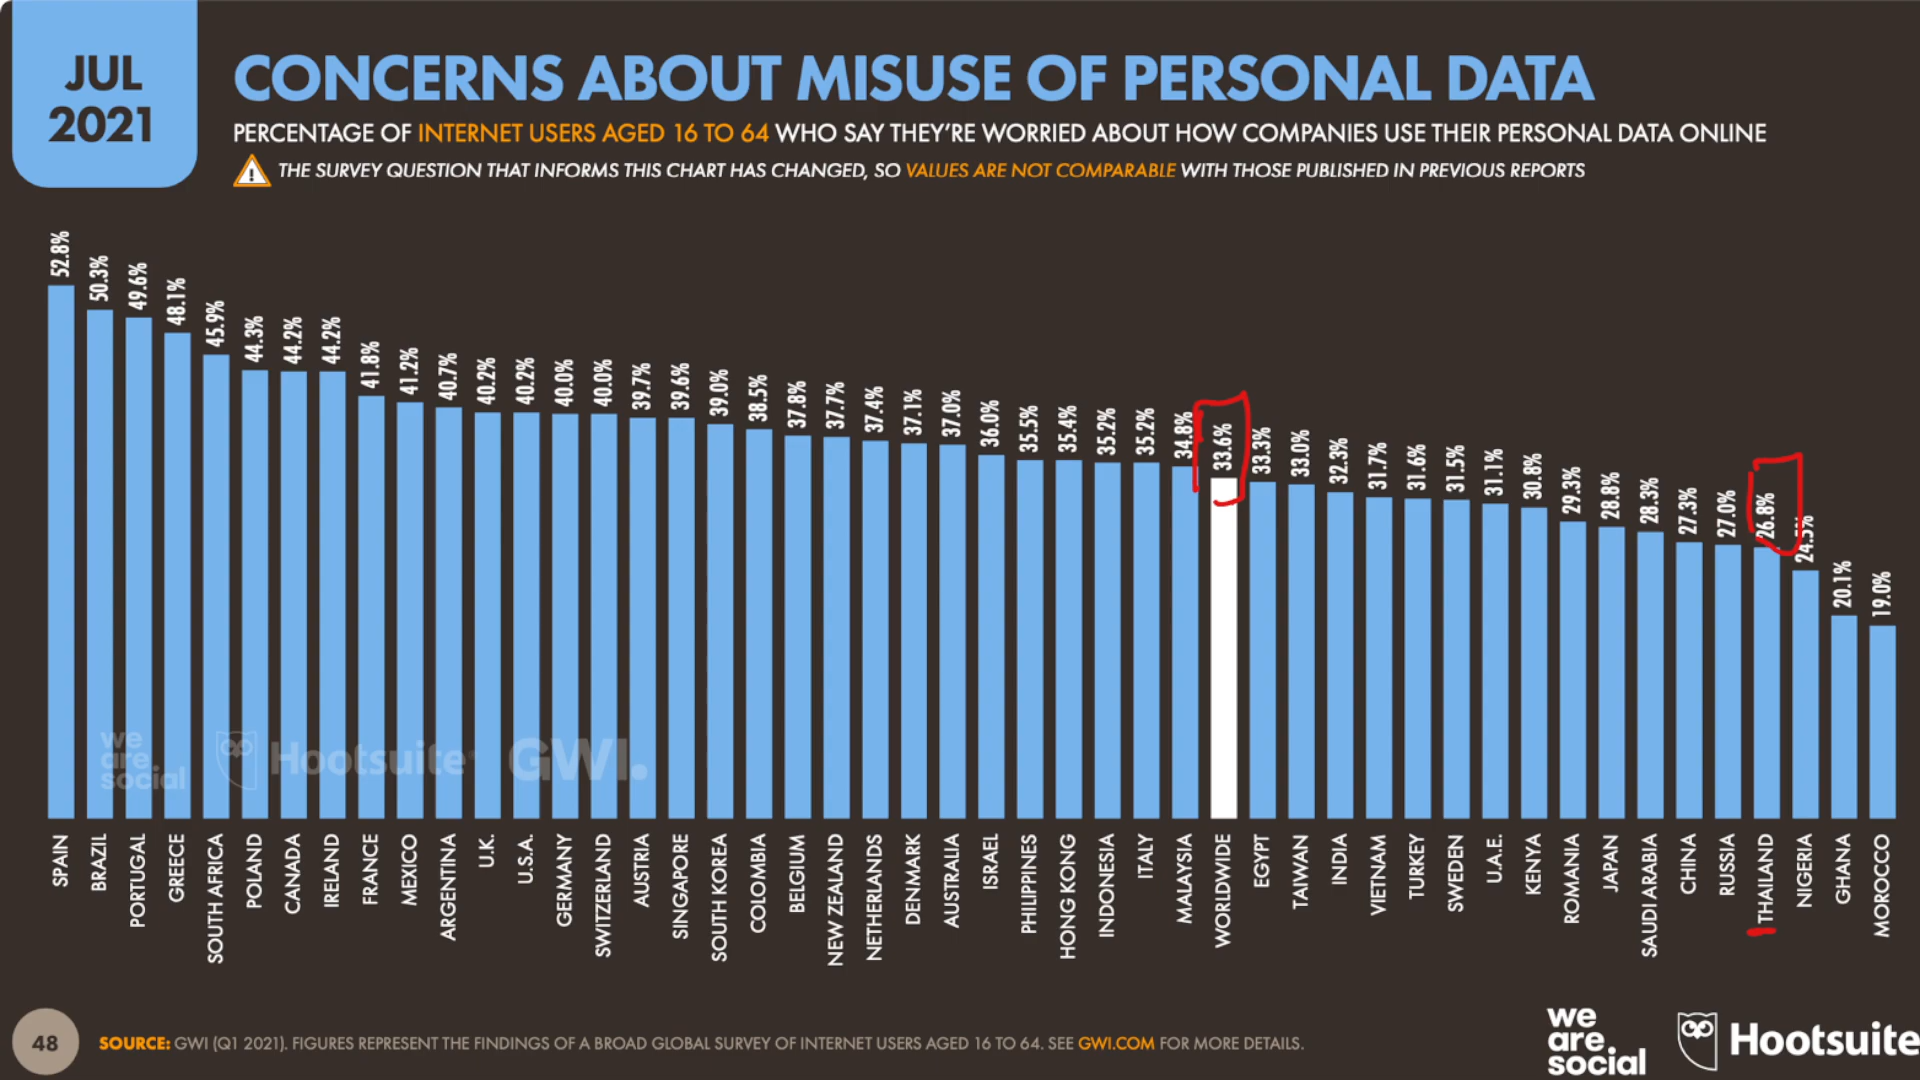 JUL
2021
CONCERNS ABOUT MISUSE OF PERSONAL DATA
PERCENTAGE OF INTERNET USERS AGED 16 TO 64 WHO SAY THEY'RE WORRIED ABOUT HOW COMPANIES USE THEIR PERSONAL DATA ONLINE
THE SURVEY QUESTION THAT INFORMS THIS CHART HAS CHANGED, SO VALUES ARE NOT COMPARABLE WITH THOSE PUBLISHED IN PREVIOUS REPORTS
52.8%
50.3%
49.6%
48.1%
45.9%
44.3%
44.2%
44.2%
41.8%
41.2%
40.7%
40.2%
40.2%
40.0%
40.0%
39.7%
39.6%
39.0%
38.5%
37.8%
37.7%
37.4%
37.1%
37.0%
36.0%
35.5%
35.4%
35.2%
35.2%
34.8%
33.6%
33.3%
33.0%
32.3%
31.7%
31.6%
31.5%
31.1%
30.8%
29.3%
28.8%
28.3%
27.3%
27.0%
26.8%
24.5%
20.1%
19.0%
we
are
social
Hootsuite
GWI.
SPAIN
BRAZIL
PORTUGAL
GREECE
SOUTH AFRICA
POLAND
CANADA
IRELAND
FRANCE
MEXICO
ARGENTINA
U.K.
U.S.A.
GERMANY
SWITZERLAND
AUSTRIA
SINGAPORE
SOUTH KOREA
COLOMBIA
BELGIUM
NEW ZEALAND
NETHERLANDS
DENMARK
AUSTRALIA
ISRAEL
PHILIPPINES
HONG KONG
INDONESIA
ITALY
MALAYSIA
WORLDWIDE
EGYPT
TAIWAN
INDIA
VIETNAM
TURKEY
SWEDEN
U.A.E.
KENYA
ROMANIA
JAPAN
SAUDI ARABIA
CHINA
RUSSIA
THAILAND
NIGERIA
GHANA
MOROCCO
48
SOURCE: GWI (Q1 2021). FIGURES REPRESENT THE FINDINGS OF A BROAD GLOBAL SURVEY OF INTERNET USERS AGED 16 TO 64. SEE GWI.COM FOR MORE DETAILS.
we
are.
social
Hootsuite